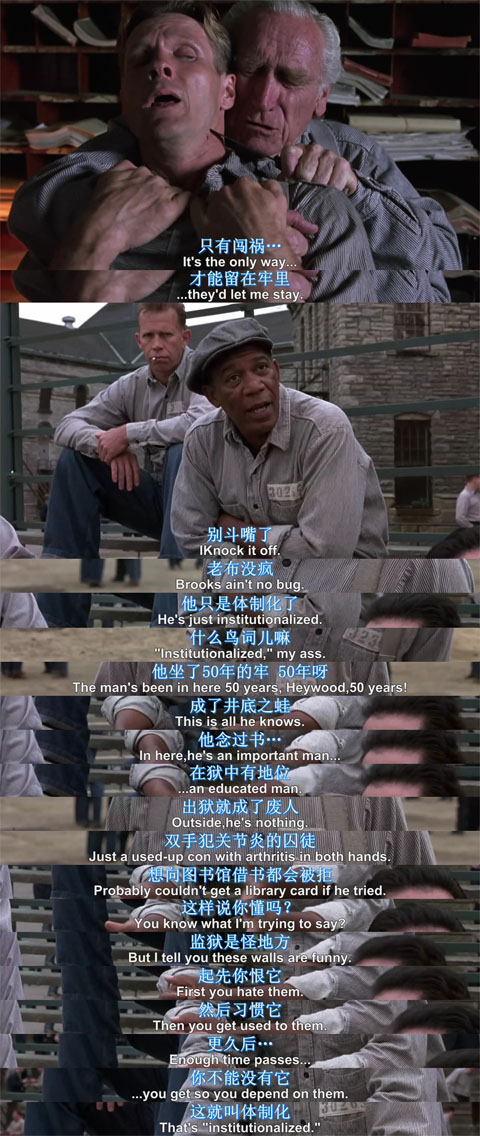 只有闯祸…
It's the only way...
才能留在牢里
...they'd let me stay.
别斗嘴了
IKnock it off.
老布没疯
Brooks ain't no bug.
他只是体制化了
He's just institutionalized.
什么鸟词儿嘛
"Institutionalized," my ass.
他坐了50年的牢 50年呀
The man's been in here 50 years, Heywood,50 years!
成了井底之蛙
This is all he knows.
他念过书…
In here,he's an important man...
在狱中有地位
...an educated man.
出狱就成了废人
Outside,he's nothing.
双手犯关节炎的囚徒
Just a used-up con with arthritis in both hands.
想向图书馆借书都会被拒
Probably couldn't get a library card if he tried.
这样说你懂吗?
You know what I'm trying to say?
监狱是怪地方
But I tell you these walls are funny.
起先你恨它
First you hate them.
然后习惯它
Then you get used to them.
更久后…
Enough time passes...
你不能没有它
...you get so you depend on them.
这就叫体制化
That's "institutionalized."